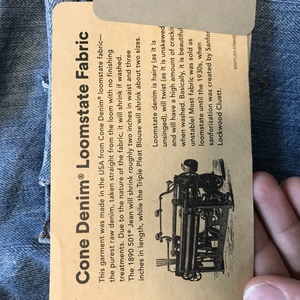 Cone Denim® Loomstate Fabric
This garment was made in the USA from Cone Denim® Loomstate fabric—
the purest raw denim, taken straight from the loom with no finishing
treatments. Due to the nature of the fabric, it will shrink if washed.
The 1890 501® Jean will shrink roughly two inches in waist and three
inches in length, while the Triple Pleat Blouse will shrink about two sizes.
Loomstate denim is hairy (as it is
unsinged), will twist (as it is unskewed)
and will have a high amount of crackin
when washed. Basically, it is beautiful
unstable! Most fabric was sold as
loomstate until the 1930s, when
sanforization was created by Sanfor
Lockwood Cluett.